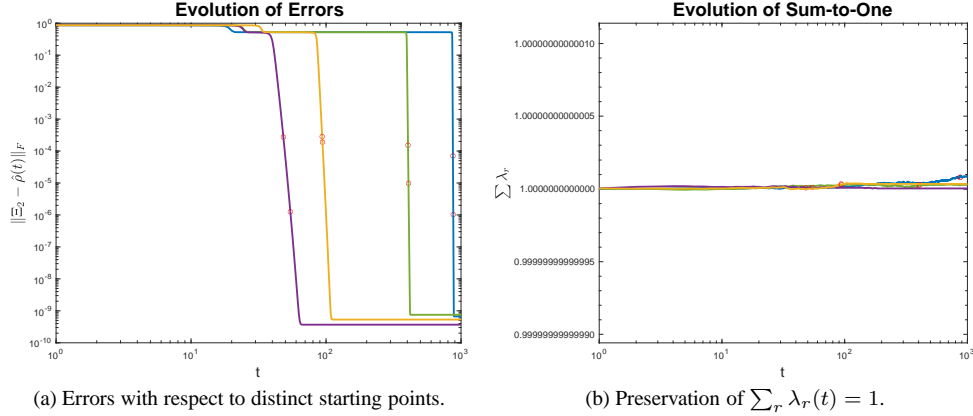 Evolution of Errors
10^0
10^-1
10^-2
10^-3
10^-4
10^-5
10^-6
10^-7
10^-8
10^-9
10^-10
‖Ξ_2 − ρ̂(t)‖_F
10^0 10^1 10^2 10^3
t
(a) Errors with respect to distinct starting points.
Evolution of Sum-to-One
1.00000000000010
1.00000000000005
1.00000000000000
0.99999999999995
0.99999999999990
∑ λ_r
10^0 10^1 10^2 10^3
t
(b) Preservation of ∑_r λ_r(t) = 1.